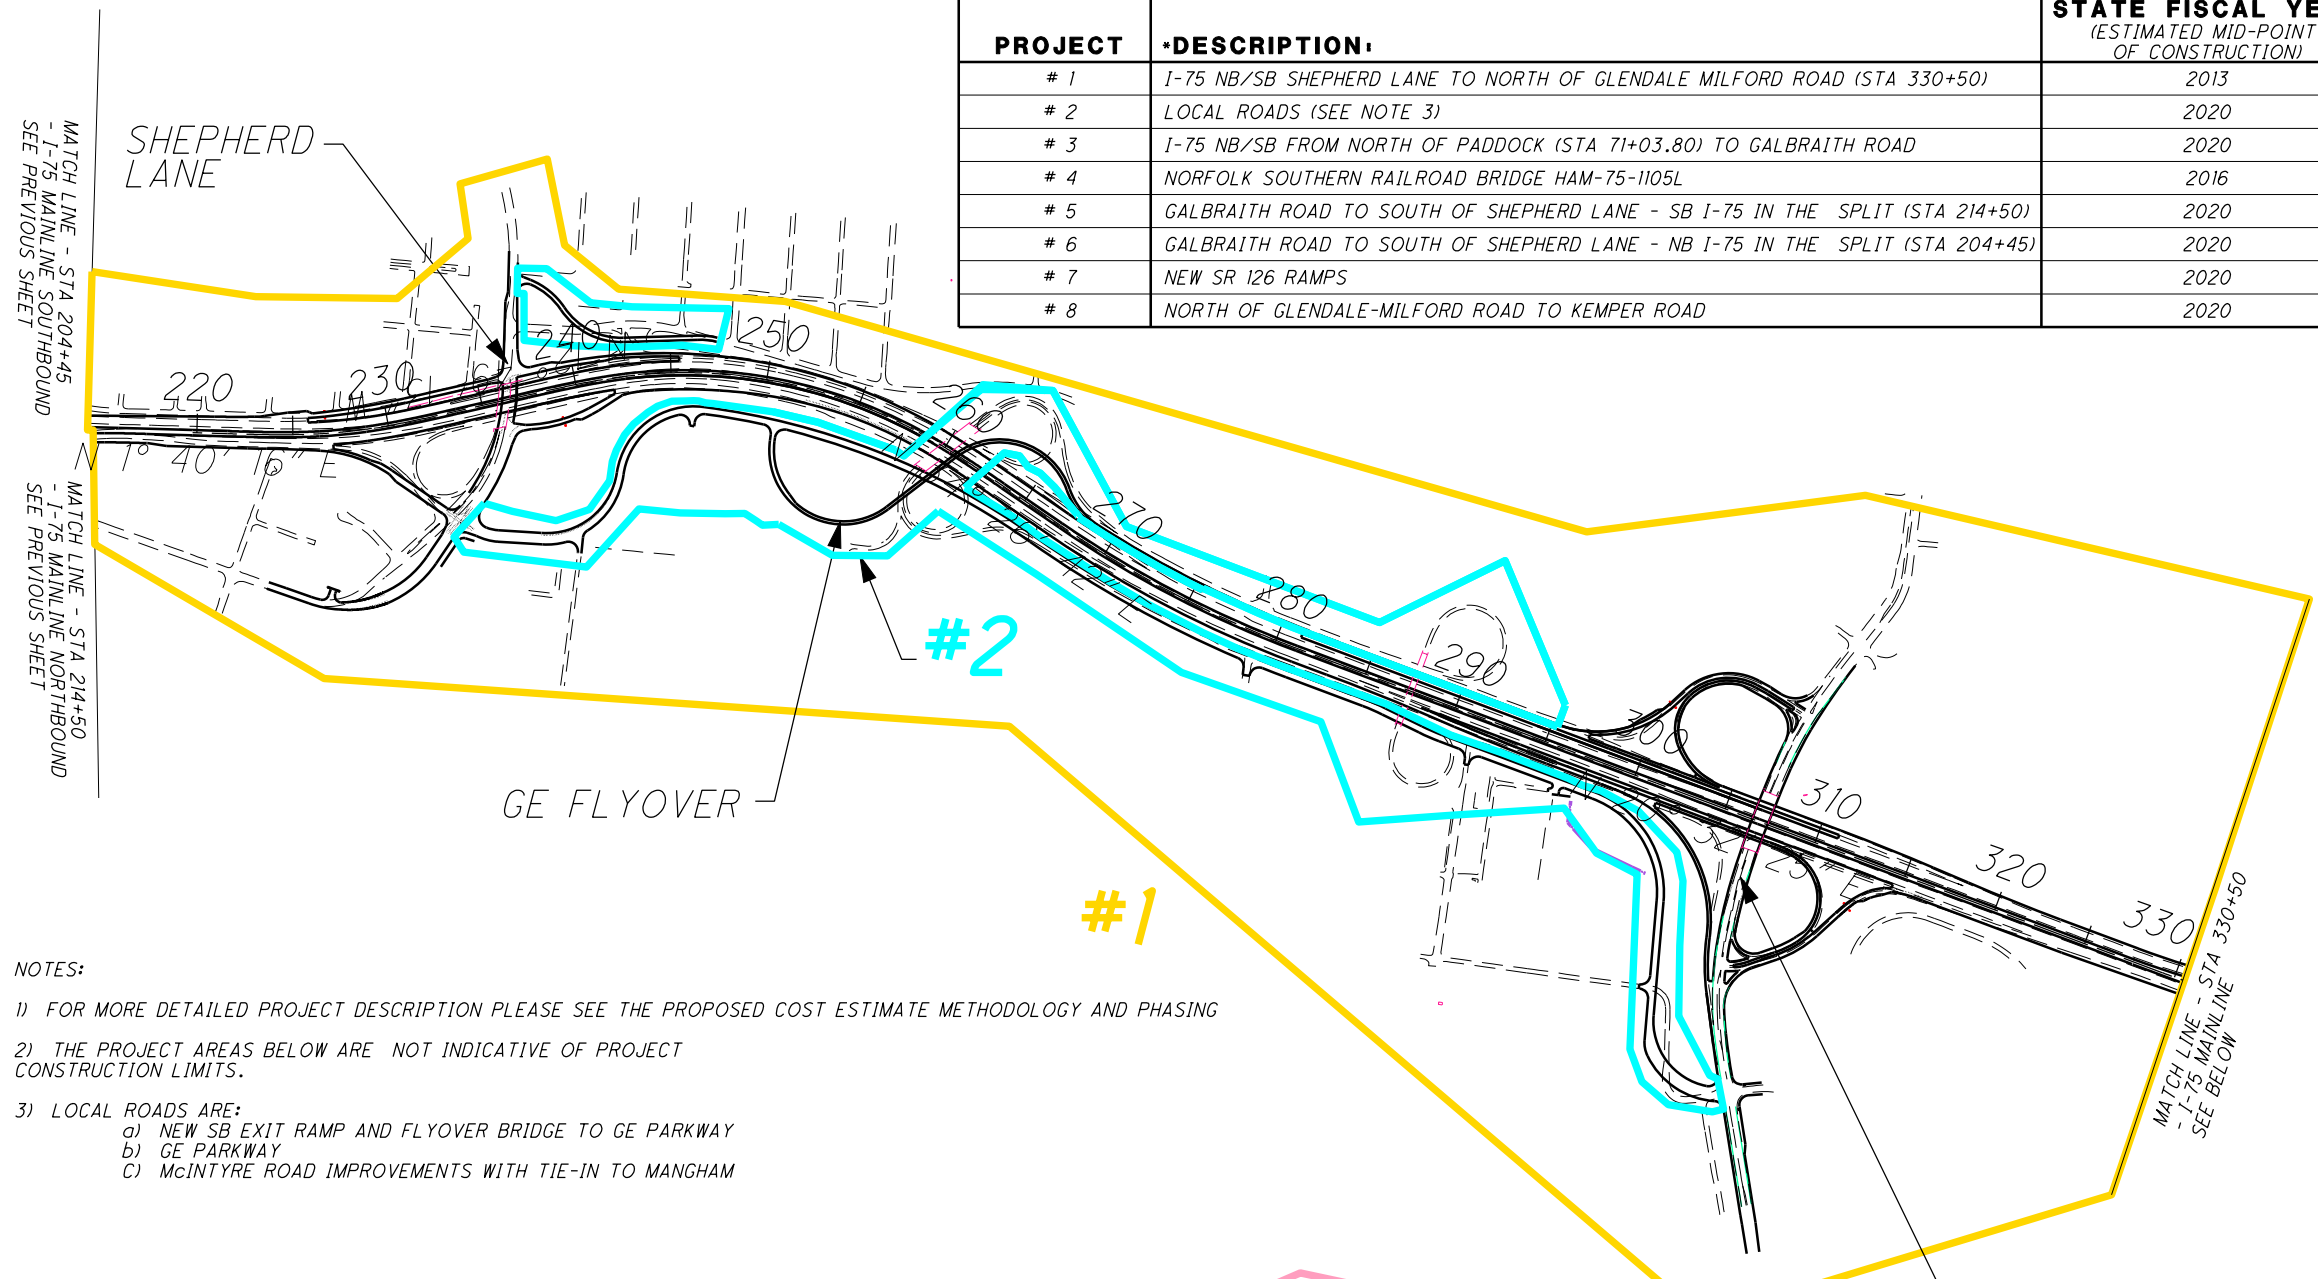 STATE FISCAL YE
(ESTIMATED MID-POINT
OF CONSTRUCTION)
PROJECT *DESCRIPTION:
# 1 I-75 NB/SB SHEPHERD LANE TO NORTH OF GLENDALE MILFORD ROAD (STA 330+50) 2013
# 2 LOCAL ROADS (SEE NOTE 3) 2020
# 3 I-75 NB/SB FROM NORTH OF PADDOCK (STA 71+03.80) TO GALBRAITH ROAD 2020
# 4 NORFOLK SOUTHERN RAILROAD BRIDGE HAM-75-1105L 2016
# 5 GALBRAITH ROAD TO SOUTH OF SHEPHERD LANE - SB I-75 IN THE SPLIT (STA 214+50) 2020
# 6 GALBRAITH ROAD TO SOUTH OF SHEPHERD LANE - NB I-75 IN THE SPLIT (STA 204+45) 2020
# 7 NEW SR 126 RAMPS 2020
# 8 NORTH OF GLENDALE-MILFORD ROAD TO KEMPER ROAD 2020
MATCH LINE - STA 204+45
- I-75 MAINLINE SOUTHBOUND
SEE PREVIOUS SHEET
SHEPHERD
LANE
220
230
240
250
260
270
280
290
300
310
320
330
N 1° 40' 16" E
MATCH LINE - STA 214+50
- I-75 MAINLINE NORTHBOUND
SEE PREVIOUS SHEET
#2
GE FLYOVER
#1
MATCH LINE - STA 330+50
- I-75 MAINLINE
SEE BELOW
NOTES:
1) FOR MORE DETAILED PROJECT DESCRIPTION PLEASE SEE THE PROPOSED COST ESTIMATE METHODOLOGY AND PHASING
2) THE PROJECT AREAS BELOW ARE NOT INDICATIVE OF PROJECT
CONSTRUCTION LIMITS.
3) LOCAL ROADS ARE:
a) NEW SB EXIT RAMP AND FLYOVER BRIDGE TO GE PARKWAY
b) GE PARKWAY
C) McINTYRE ROAD IMPROVEMENTS WITH TIE-IN TO MANGHAM